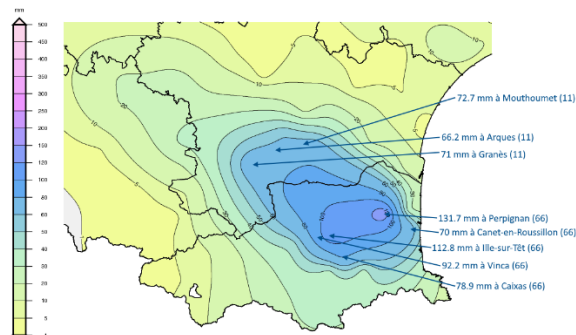 mm
600
500
400
350
300
250
200
150
120
100
80
60
50
40
30
20
10
5
72.7 mm à Mouthoumet (11)
66.2 mm à Arques (11)
71 mm à Granès (11)
131.7 mm à Perpignan (66)
70 mm à Canet-en-Roussillon (66)
112.8 mm à Ille-sur-Têt (66)
92.2 mm à Vinca (66)
78.9 mm à Caixas (66)